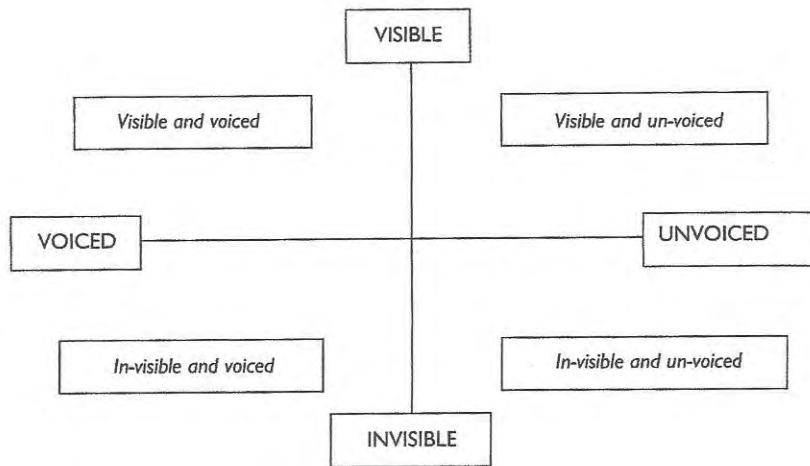 VISIBLE
Visible and voiced
Visible and un-voiced
VOICED
UNVOICED
In-visible and voiced
In-visible and un-voiced
INVISIBLE